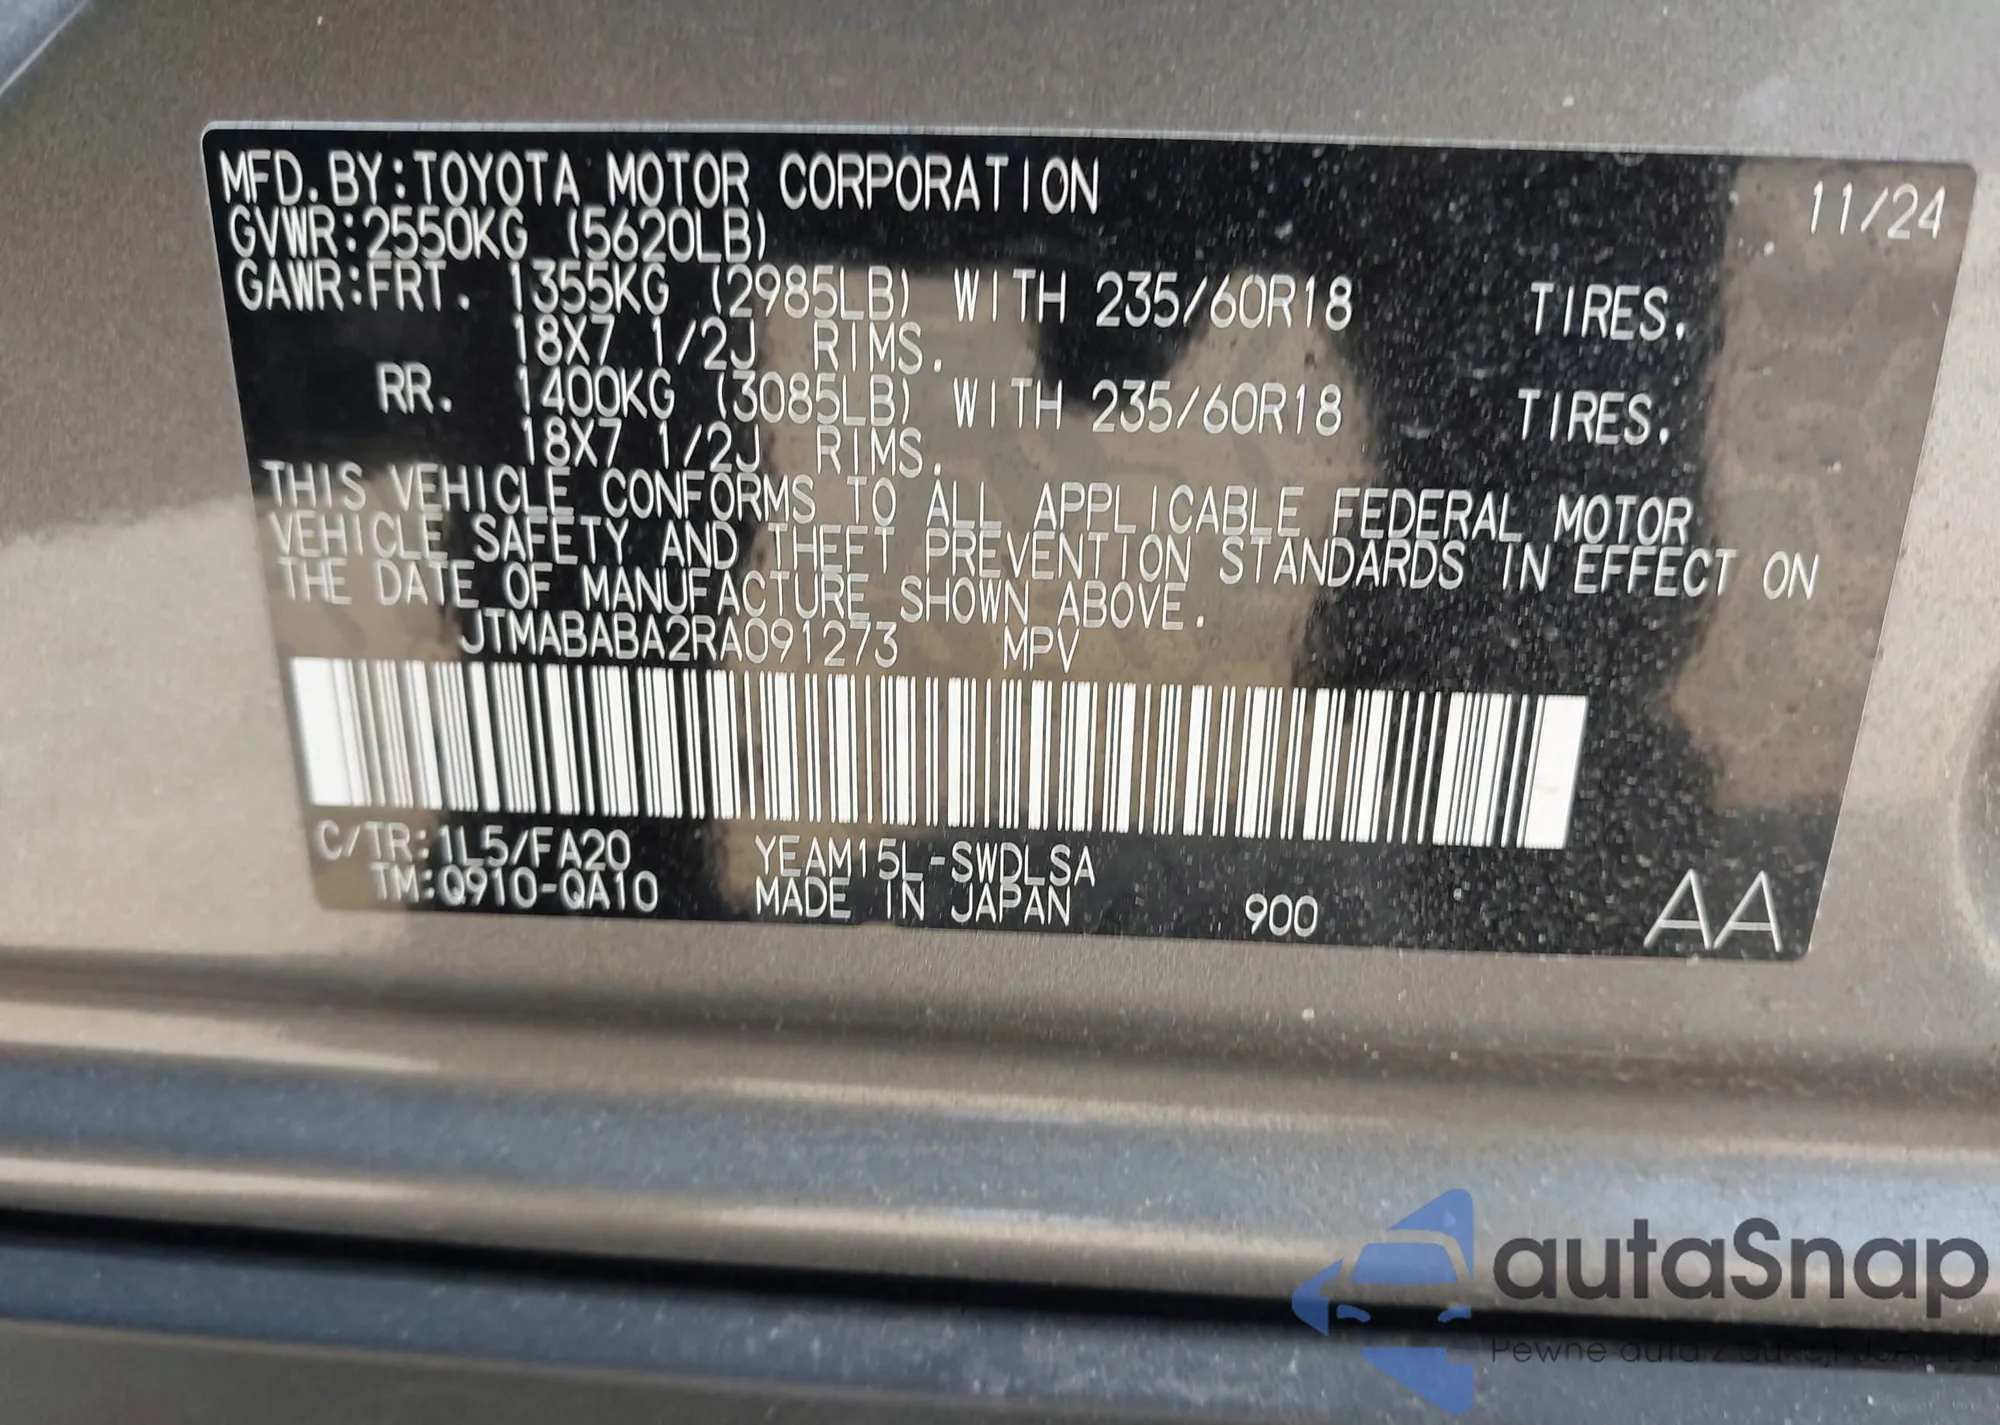 MFD.BY:TOYOTA MOTOR CORPORATION 11/24
GVWR:2550KG (5620LB)
GAWR:FRT. 1355KG (2985LB) WITH 235/60R18 TIRES.
18X7 1/2J RIMS.
RR. 1400KG (3085LB) WITH 235/60R18 TIRES.
18X7 1/2J RIMS.
THIS VEHICLE CONFORMS TO ALL APPLICABLE FEDERAL MOTOR
VEHICLE SAFETY AND THEFT PREVENTION STANDARDS IN EFFECT ON
THE DATE OF MANUFACTURE SHOWN ABOVE.
JTMABABA2RA091273 MPV
C/TR:1L5/FA20 YEAM15L-SWDLSA
TM:Q910-QA10 MADE IN JAPAN 900 AA
autaSnap
Pewne auta z aukcji